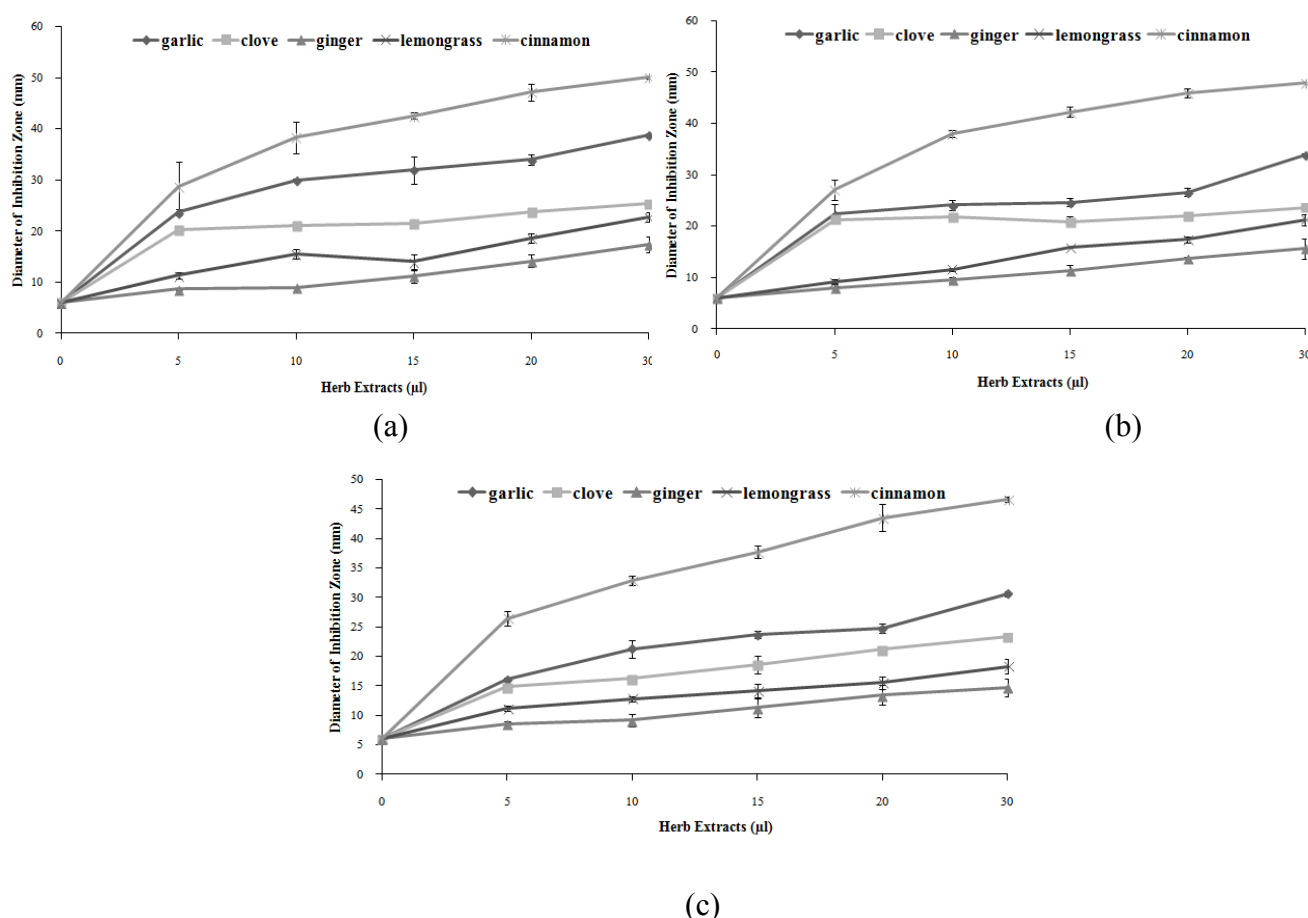 garlic clove ginger lemongrass cinnamon
Diameter of Inhibition Zone (mm)
60
50
40
30
20
10
0
0 5 10 15 20 30
Herb Extracts (µl)
(a)
garlic clove ginger lemongrass cinnamon
Diameter of Inhibition Zone (mm)
60
50
40
30
20
10
0
0 5 10 15 20 30
Herb Extracts (µl)
(b)
garlic clove ginger lemongrass cinnamon
Diameter of Inhibition Zone (mm)
50
45
40
35
30
25
20
15
10
5
0
0 5 10 15 20 30
Herb Extracts (µl)
(c)